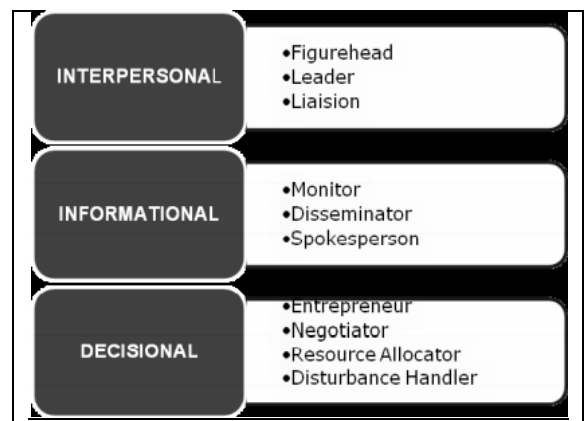 INTERPERSONAL
•Figurehead
•Leader
•Liaision
INFORMATIONAL
•Monitor
•Disseminator
•Spokesperson
DECISIONAL
•Entrepreneur
•Negotiator
•Resource Allocator
•Disturbance Handler